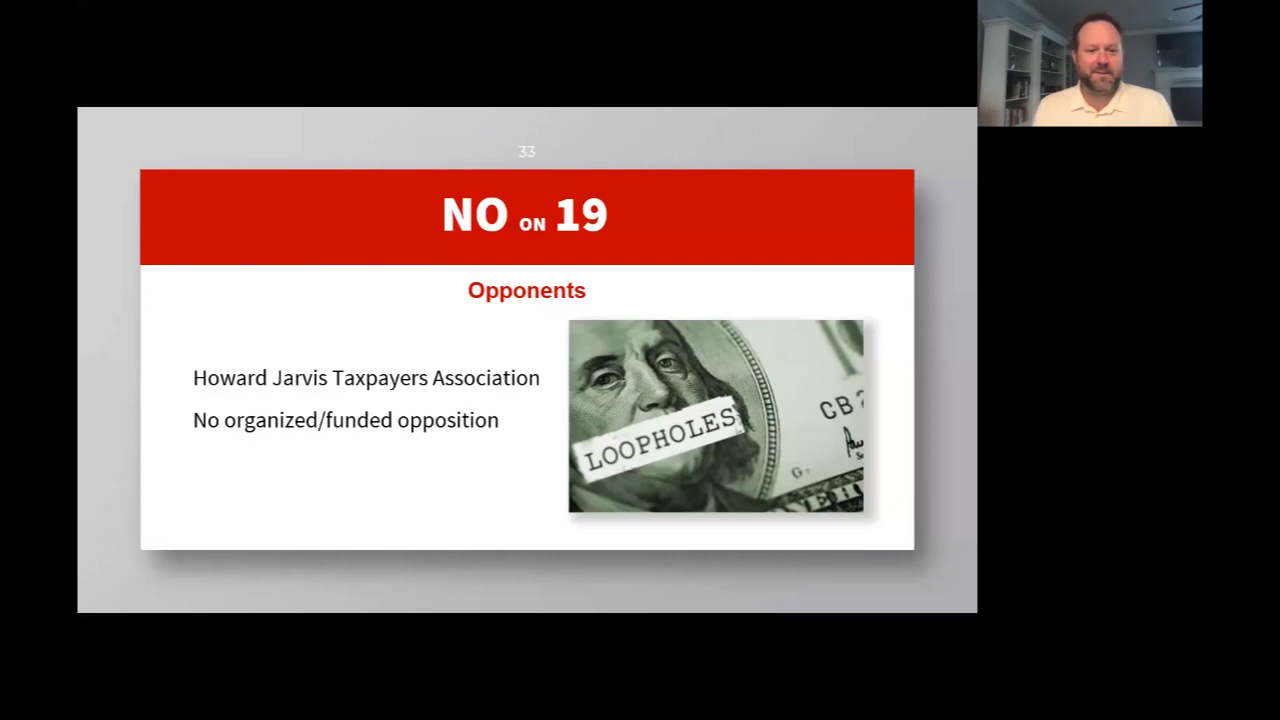 33
NO ON 19
Opponents
Howard Jarvis Taxpayers Association
No organized/funded opposition
LOOPHOLES
G.